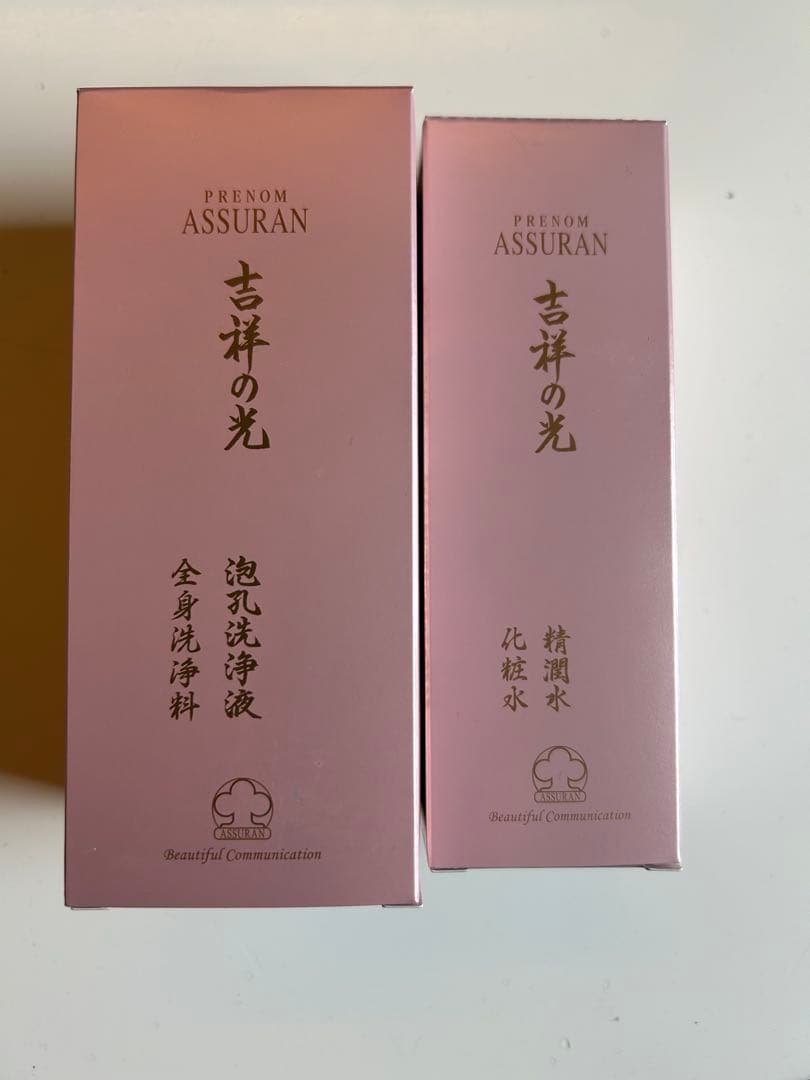 PRENOM
ASSURAN
吉祥の光
泡孔洗浄液
全身洗浄料
ASSURAN
Beautiful Communication
PRENOM
ASSURAN
吉祥の光
精潤水
化粧水
ASSURAN
Beautiful Communication